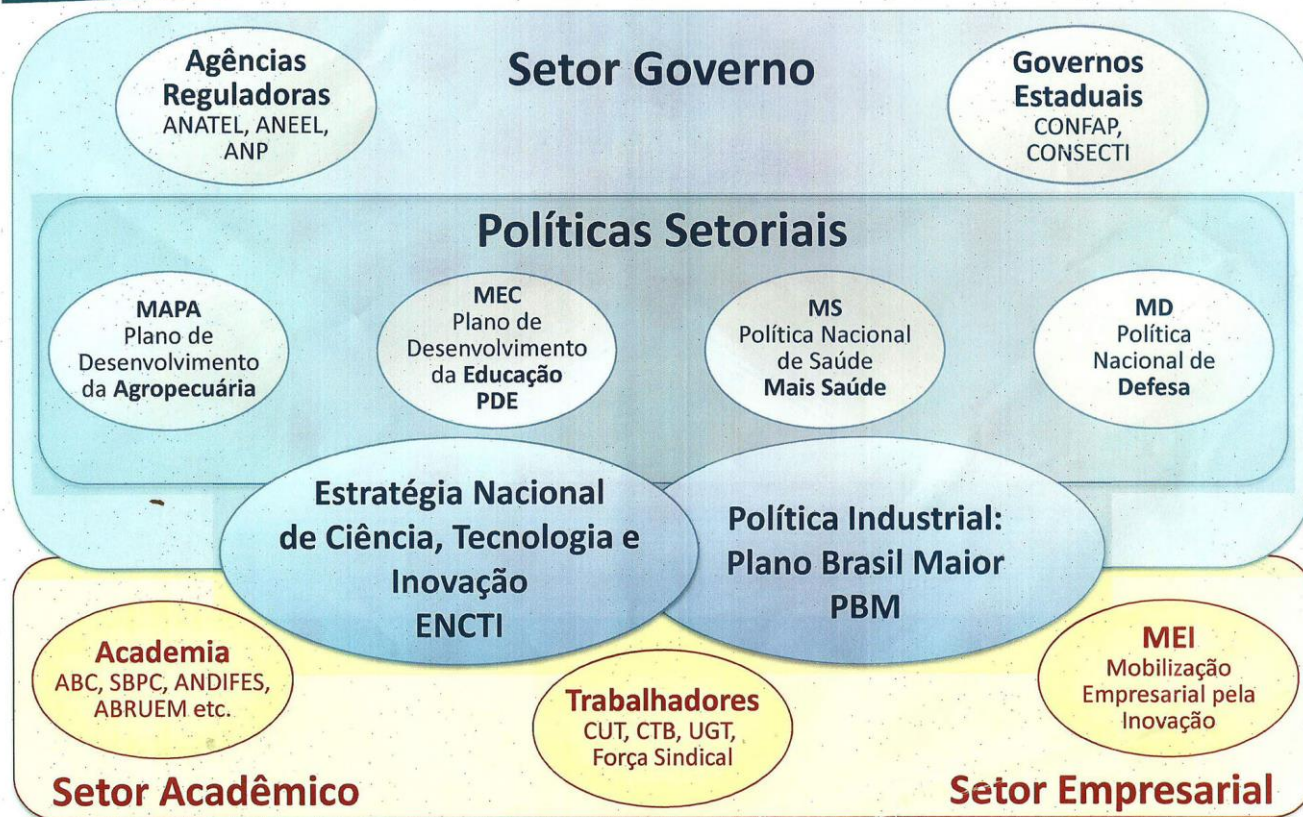 Setor Governo
Agências
Reguladoras
ANATEL, ANEEL,
ANP
Governos
Estaduais
CONFAP,
CONSECTI
Políticas Setoriais
MAPA
Plano de
Desenvolvimento
da Agropecuária
MEC
Plano de
Desenvolvimento
da Educação
PDE
MS
Política Nacional
de Saúde
Mais Saúde
MD
Política
Nacional de
Defesa
Estratégia Nacional
de Ciência, Tecnologia e
Inovação
ENCTI
Política Industrial:
Plano Brasil Maior
PBM
Academia
ABC, SBPC, ANDIFES,
ABRUEM etc.
Trabalhadores
CUT, CTB, UGT,
Força Sindical
MEI
Mobilização
Empresarial pela
Inovação
Setor Acadêmico
Setor Empresarial